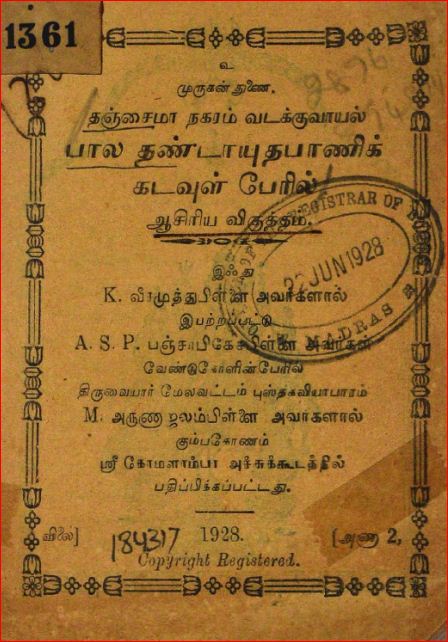 1361
உ
முருகன் துணை.
தஞ்சைமா நகரம் வடக்குவாயல்
பால தண்டாயுதபாணிக்
கடவுள் பேரில்
ஆசிரிய விருத்தம்.
இஃது
K. வீரமுத்துபிள்ளை அவர்களால்
இயற்றப்பட்டு
A. S. P. பஞ்சாபிகேசபிள்ளை அவர்கள்
வேண்டுகோளின்பேரில்
திருவையார் மேலவட்டம் புஸ்தகவியாபாரம்
M. அருணாஜலம்பிள்ளை அவர்களால்
கும்பகோணம்
ஸ்ரீ கோமளாம்பா அச்சுக்கூடத்தில்
பதிப்பிக்கப்பட்டது.
விலை] 1928. [அணா 2,
184317
Copyright Registered.
REGISTRAR OF
22 JUN 1928
MADRAS